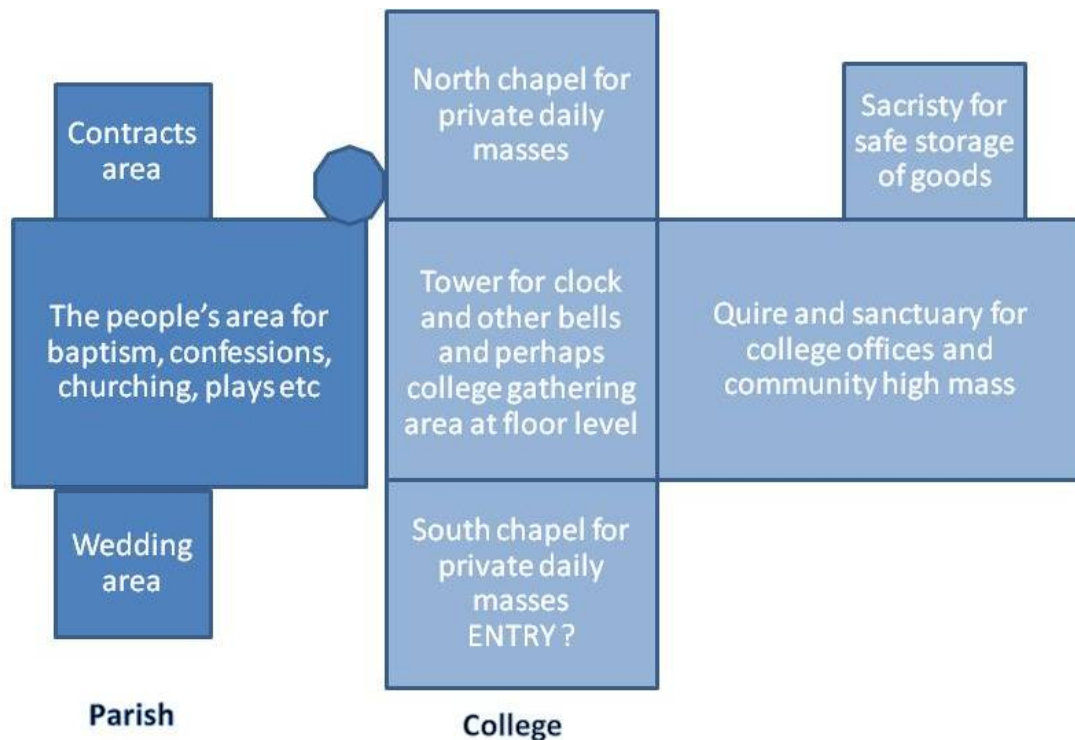 Contracts
area
The people's area for
baptism, confessions,
churching, plays etc
Wedding
area
Parish
North chapel for
private daily
masses
Tower for clock
and other bells
and perhaps
college gathering
area at floor level
South chapel for
private daily
masses
ENTRY ?
College
Sacristy for
safe storage
of goods
Quire and sanctuary for
college offices and
community high mass